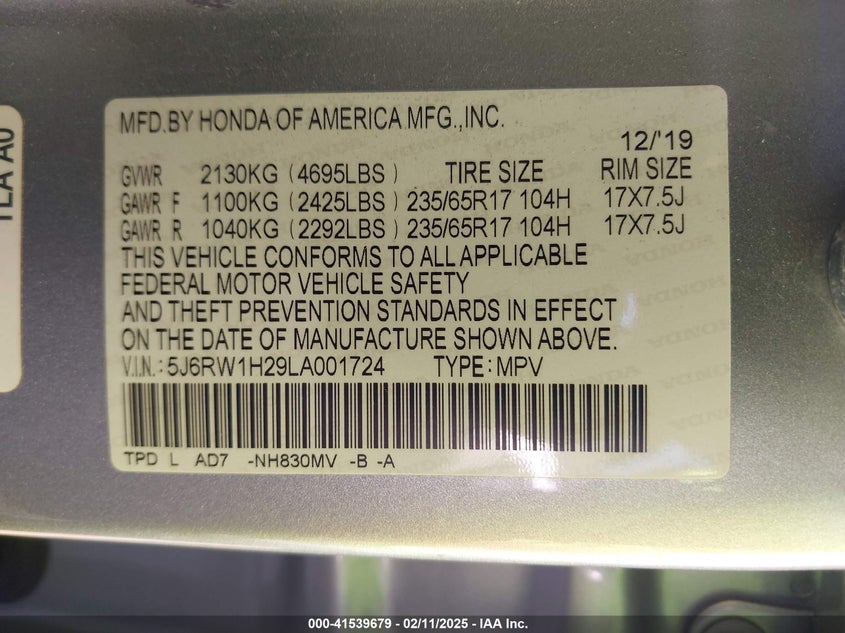 MFD.BY HONDA OF AMERICA MFG.,INC.
12/'19
GVWR 2130KG (4695LBS) TIRE SIZE RIM SIZE
GAWR F 1100KG (2425LBS) 235/65R17 104H 17X7.5J
GAWR R 1040KG (2292LBS) 235/65R17 104H 17X7.5J
THIS VEHICLE CONFORMS TO ALL APPLICABLE
FEDERAL MOTOR VEHICLE SAFETY
AND THEFT PREVENTION STANDARDS IN EFFECT
ON THE DATE OF MANUFACTURE SHOWN ABOVE.
V.I.N.: 5J6RW1H29LA001724 TYPE: MPV
TPD L AD7 -NH830MV -B -A
TLA A0
000-41539679 - 02/11/2025 - IAA Inc.